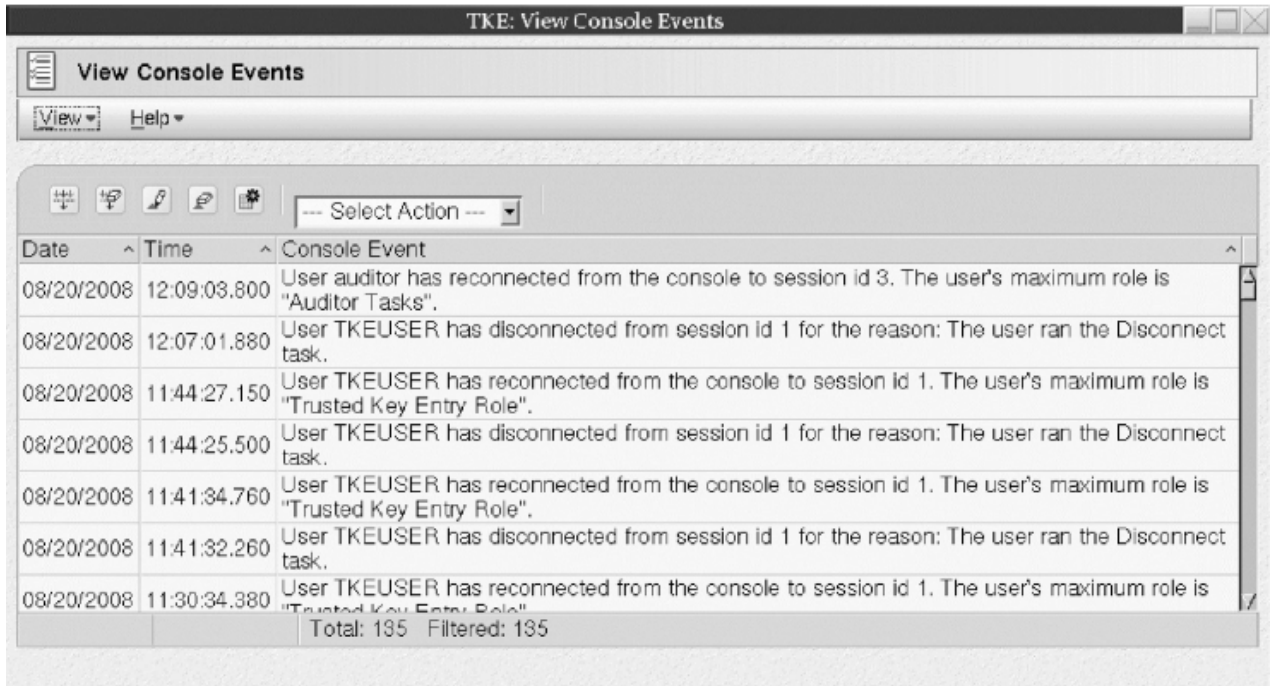 TKE: View Console Events
View Console Events
View Help
--- Select Action ---
Date Time Console Event
08/20/2008 12:09:03.800 User auditor has reconnected from the console to session id 3. The user's maximum role is
"Auditor Tasks".
08/20/2008 12:07:01.880 User TKEUSER has disconnected from session id 1 for the reason: The user ran the Disconnect
task.
08/20/2008 11:44:27.150 User TKEUSER has reconnected from the console to session id 1. The user's maximum role is
"Trusted Key Entry Role".
08/20/2008 11:44:25.500 User TKEUSER has disconnected from session id 1 for the reason: The user ran the Disconnect
task.
08/20/2008 11:41:34.760 User TKEUSER has reconnected from the console to session id 1. The user's maximum role is
"Trusted Key Entry Role".
08/20/2008 11:41:32.260 User TKEUSER has disconnected from session id 1 for the reason: The user ran the Disconnect
task.
08/20/2008 11:30:34.380 User TKEUSER has reconnected from the console to session id 1. The user's maximum role is
"Trusted Key Entry Role"
Total: 135 Filtered: 135